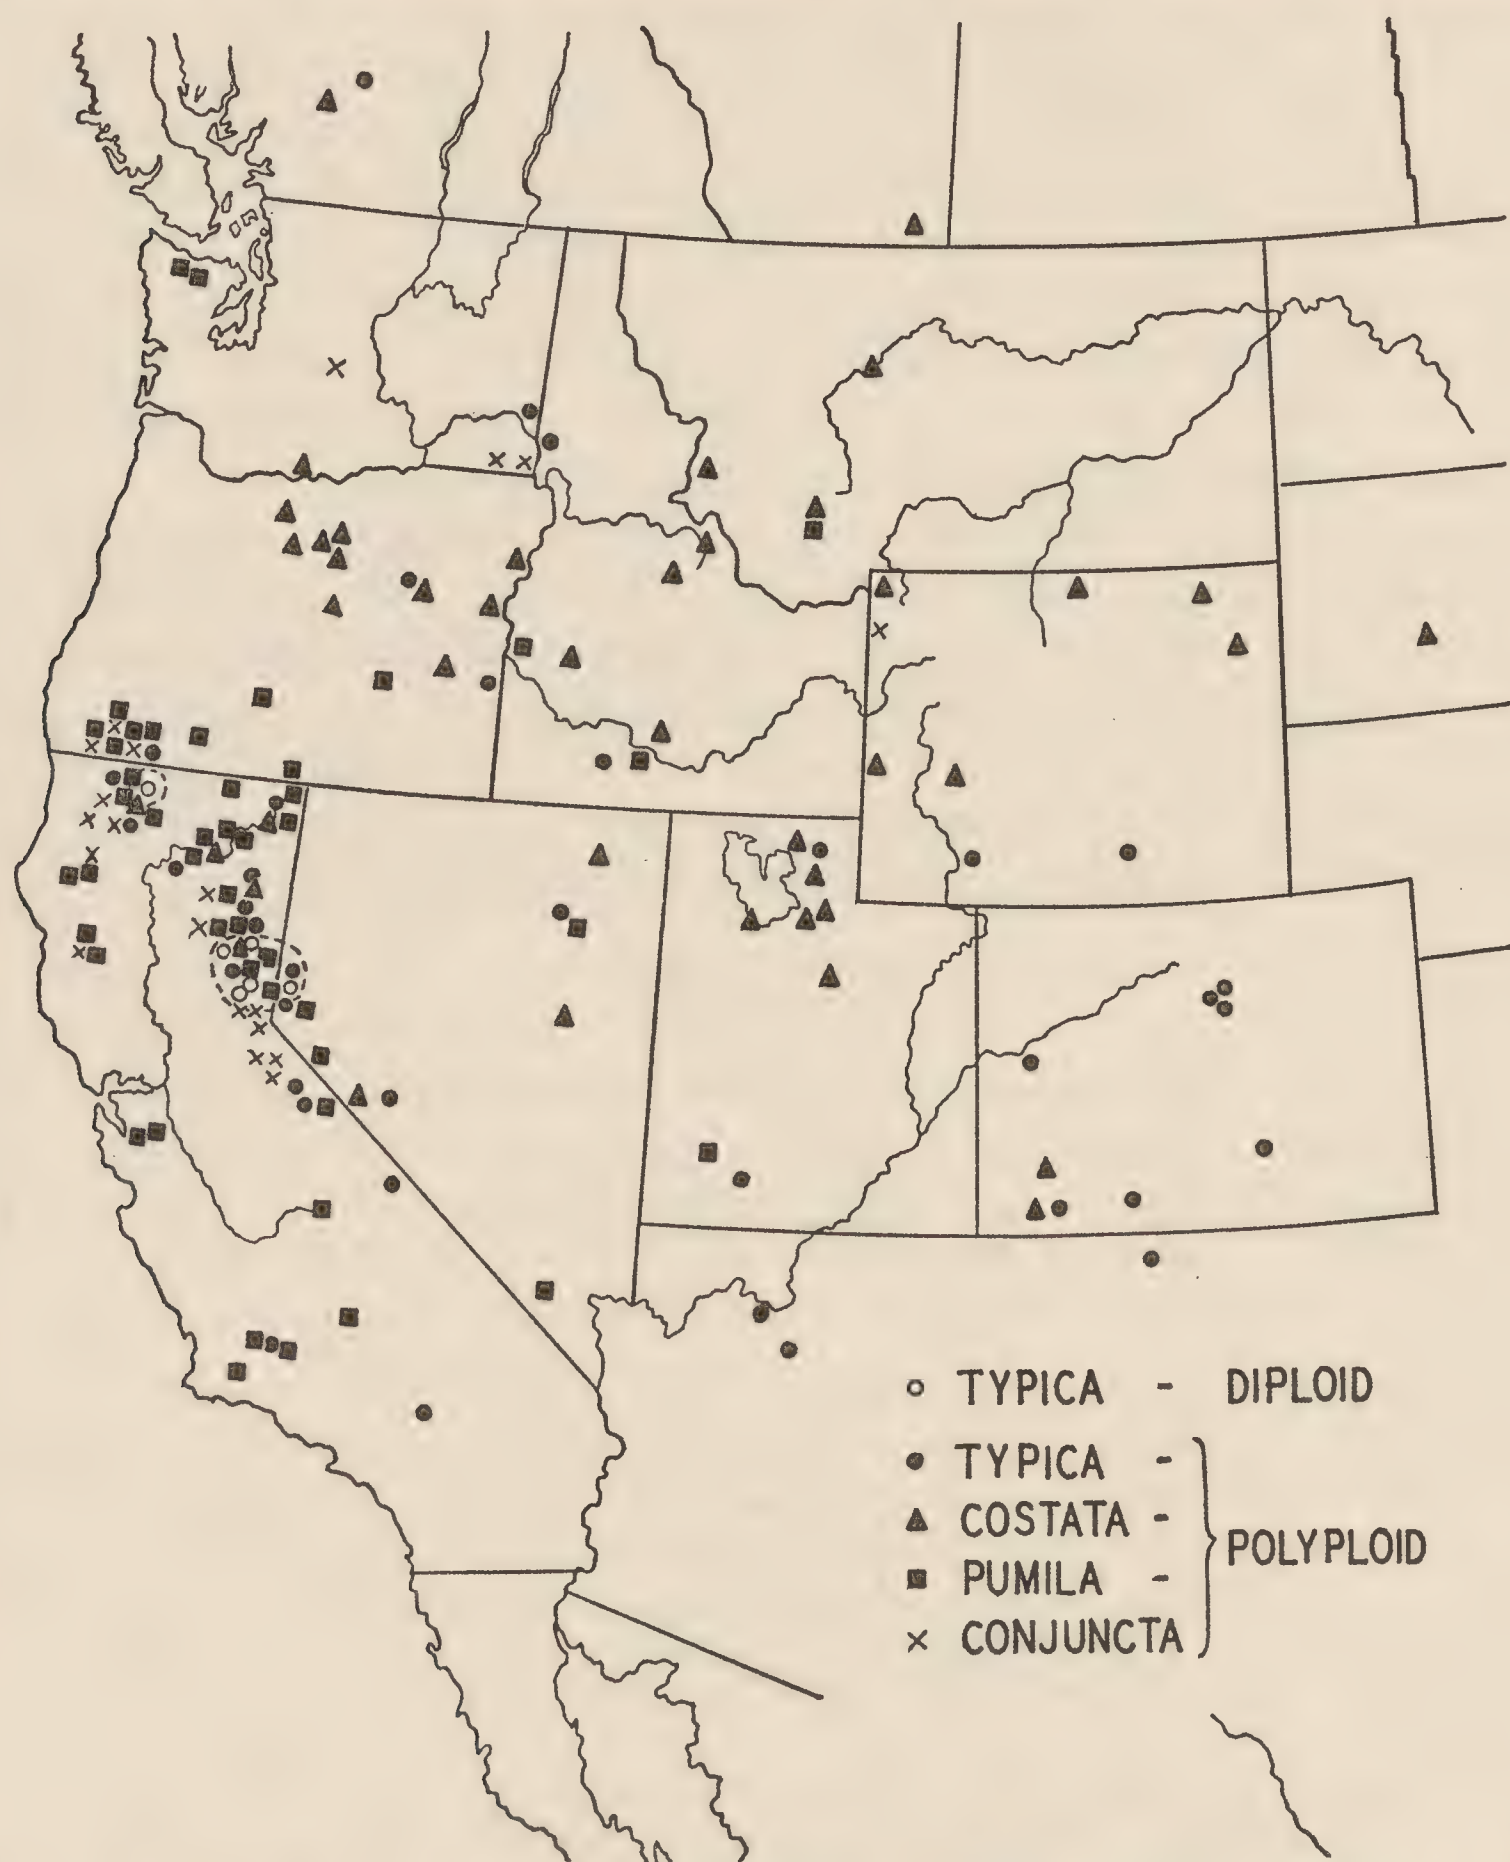 TYPICA - DIPLOID
TYPICA -
COSTATA -
PUMILA -
CONJUNCTA
POLYPLOID